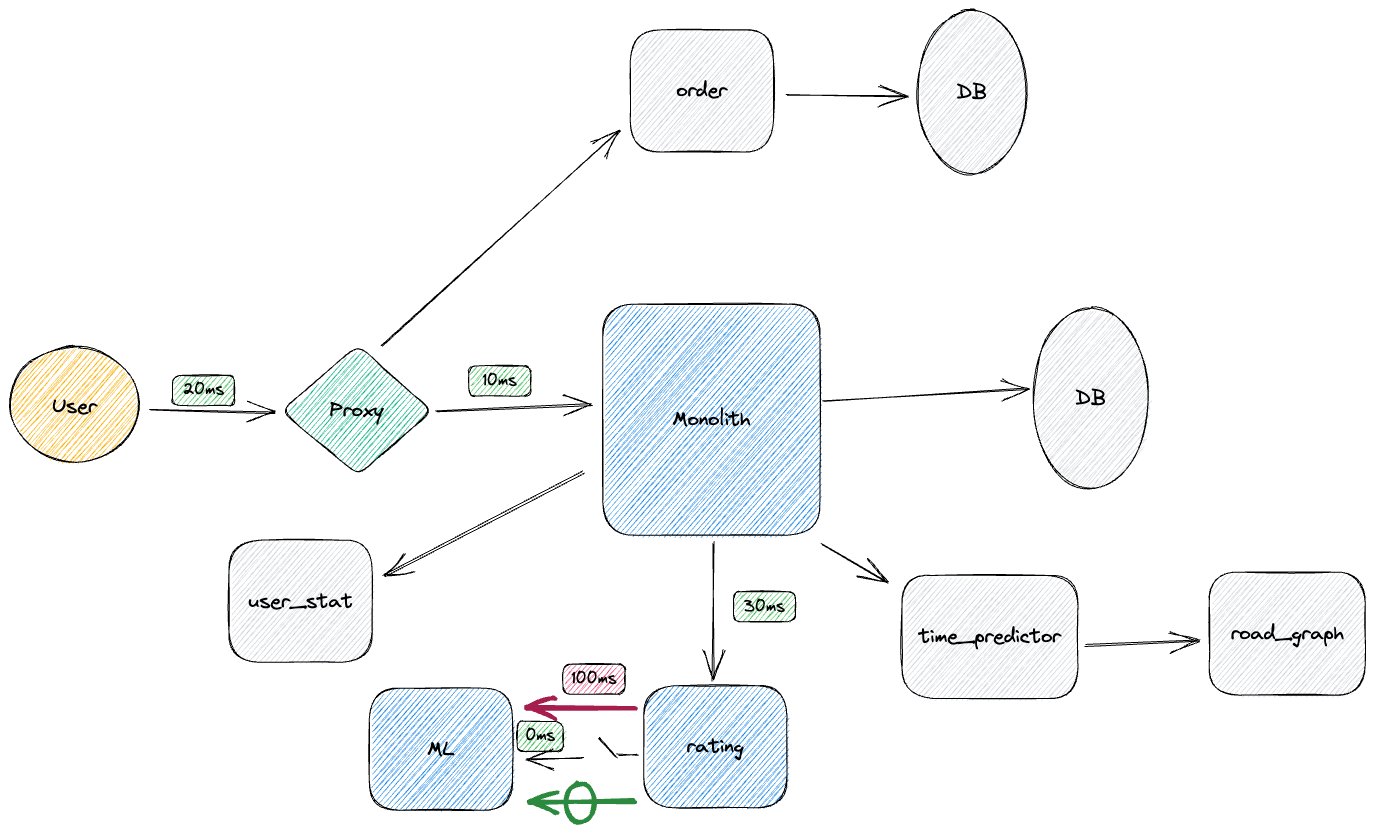 order
DB
User
20ms
Proxy
10ms
Monolith
DB
user_stat
30ms
time_predictor
road_graph
100ms
ML
0ms
rating